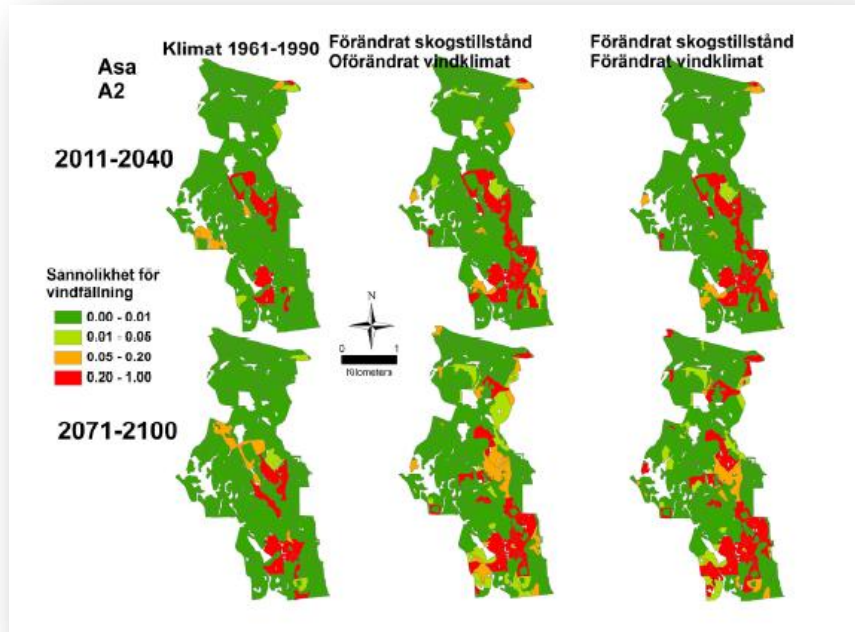 Asa
A2
Klimat 1961-1990
Förändrat skogstillstånd
Oförändrat vindklimat
Förändrat skogstillstånd
Förändrat vindklimat
2011-2040
Sannolikhet för
vindfällning
0.00 - 0.01
0.01 - 0.05
0.05 - 0.20
0.20 - 1.00
N
0 1
Kilometers
2071-2100